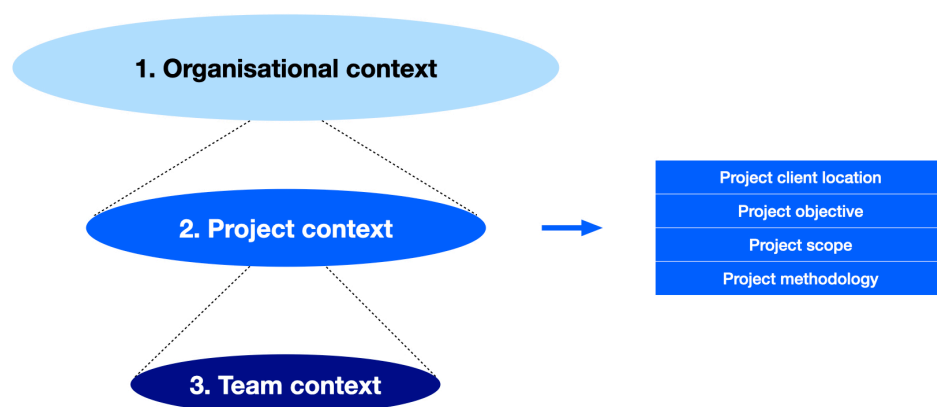 1. Organisational context
2. Project context
Project client location
Project objective
Project scope
Project methodology
3. Team context